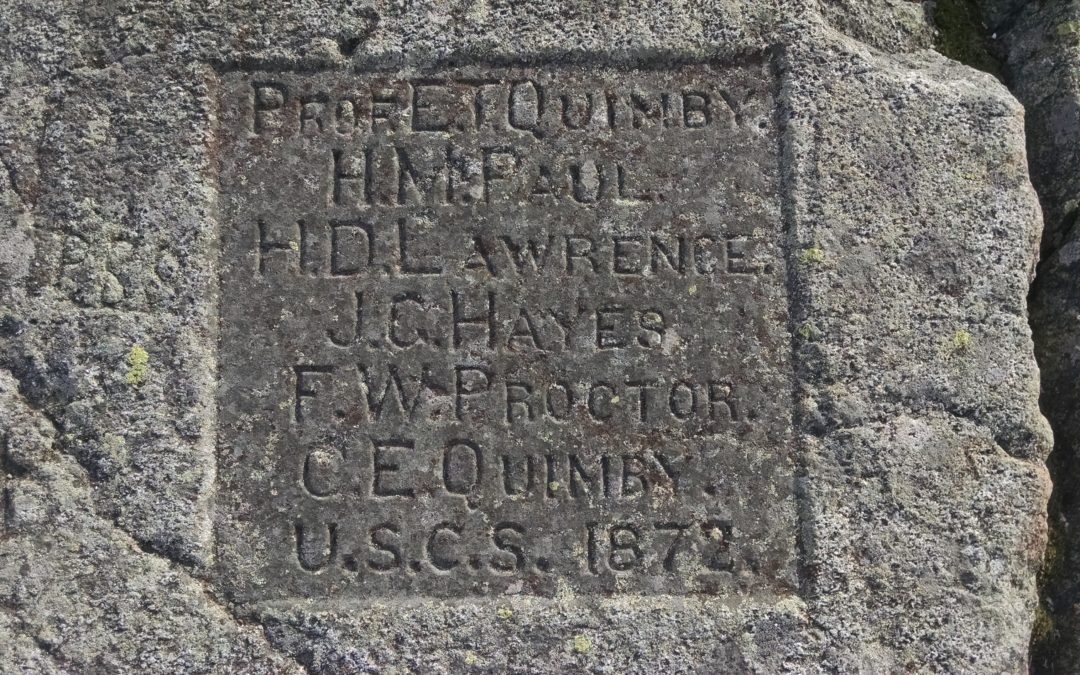 PROF.E.T.QUIMBY.
H.M.PAUL.
H.D.LAWRENCE.
J.G.HAYES.
F.W.PROCTOR.
C.E.QUIMBY.
U.S.C.S. 1872.